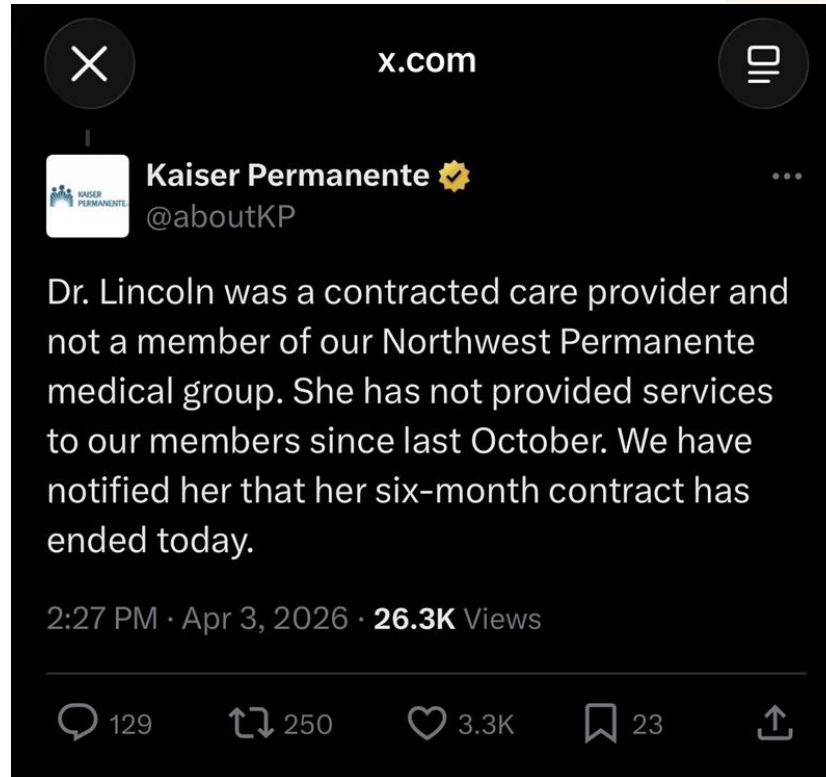 x.com
KAISER
PERMANENTE.
Kaiser Permanente
@aboutKP
Dr. Lincoln was a contracted care provider and
not a member of our Northwest Permanente
medical group. She has not provided services
to our members since last October. We have
notified her that her six-month contract has
ended today.
2:27 PM · Apr 3, 2026 · 26.3K Views
129 250 3.3K 23